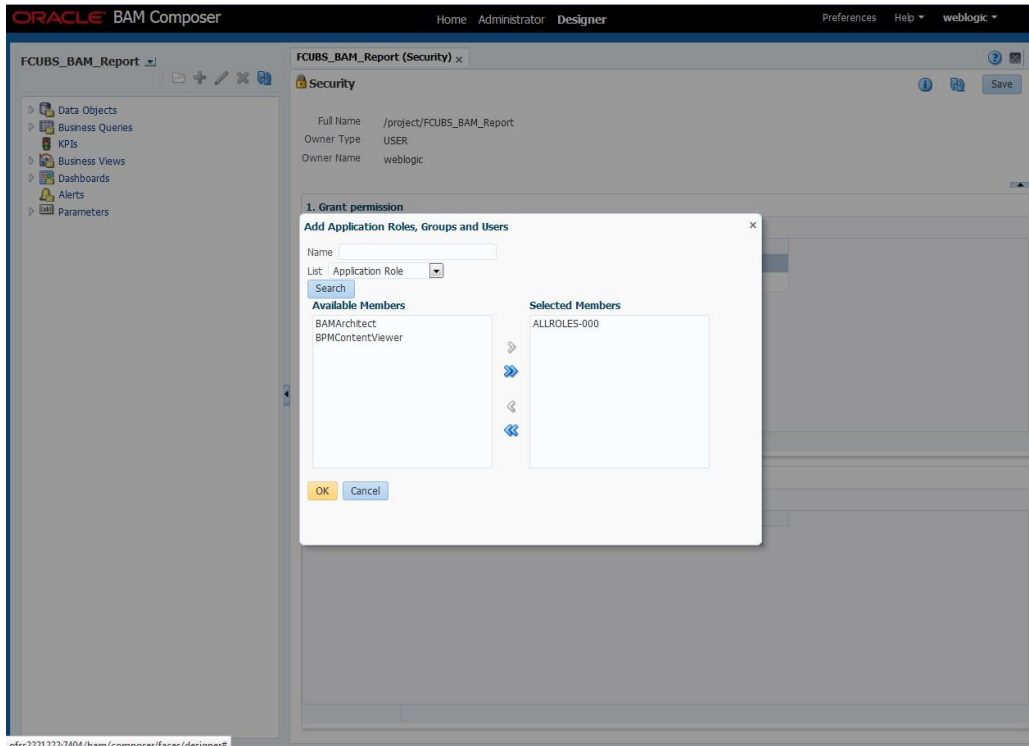 ORACLE BAM Composer
Home Administrator Designer
Preferences Help weblogic
FCUBS_BAM_Report
Data Objects
Business Queries
KPIs
Business Views
Dashboards
Alerts
Parameters
FCUBS_BAM_Report (Security)
Security
Save
Full Name /project/FCUBS_BAM_Report
Owner Type USER
Owner Name weblogic
1. Grant permission
Add Application Roles, Groups and Users
Name
List Application Role
Search
Available Members
BAMArchitect
BPMContentViewer
Selected Members
ALLROLES-000
OK Cancel